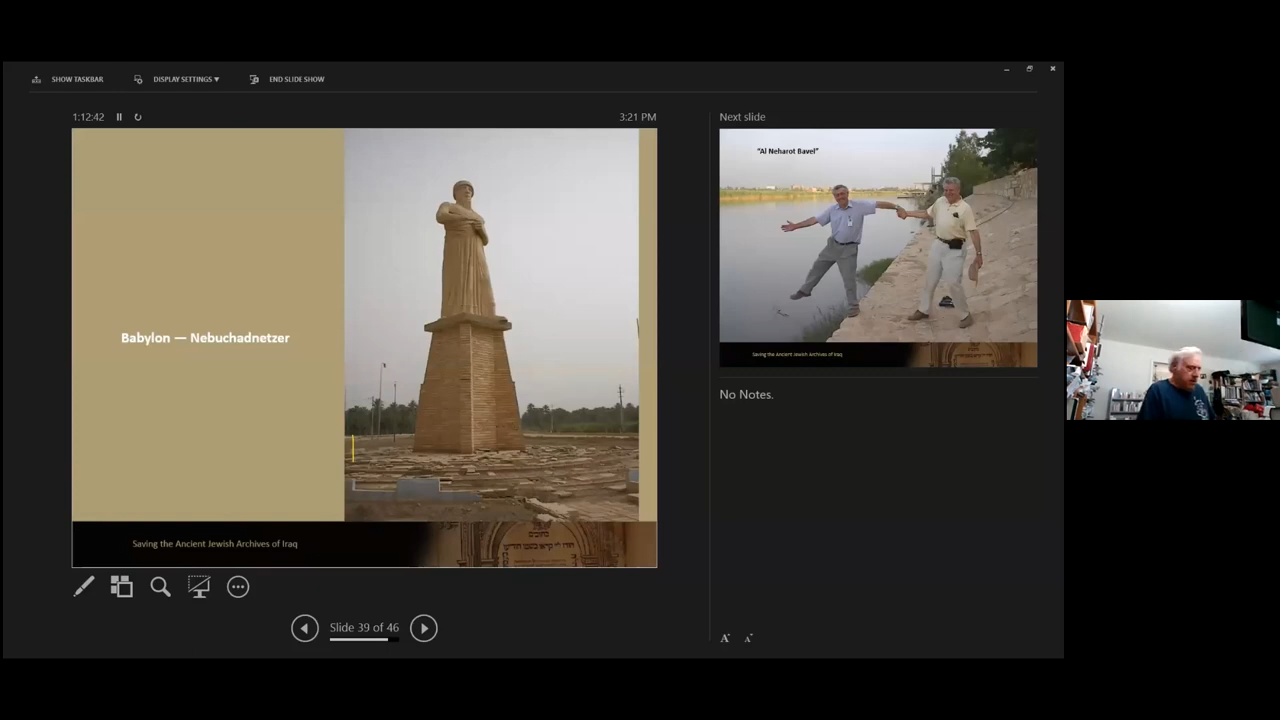 SHOW TASKBAR
DISPLAY SETTINGS ▼
END SLIDE SHOW
1:12:42
3:21 PM
Babylon — Nebuchadnetzer
Saving the Ancient Jewish Archives of Iraq
Slide 39 of 46
Next slide
"Al Neharot Bavel"
Saving the Ancient Jewish Archives of Iraq
No Notes.